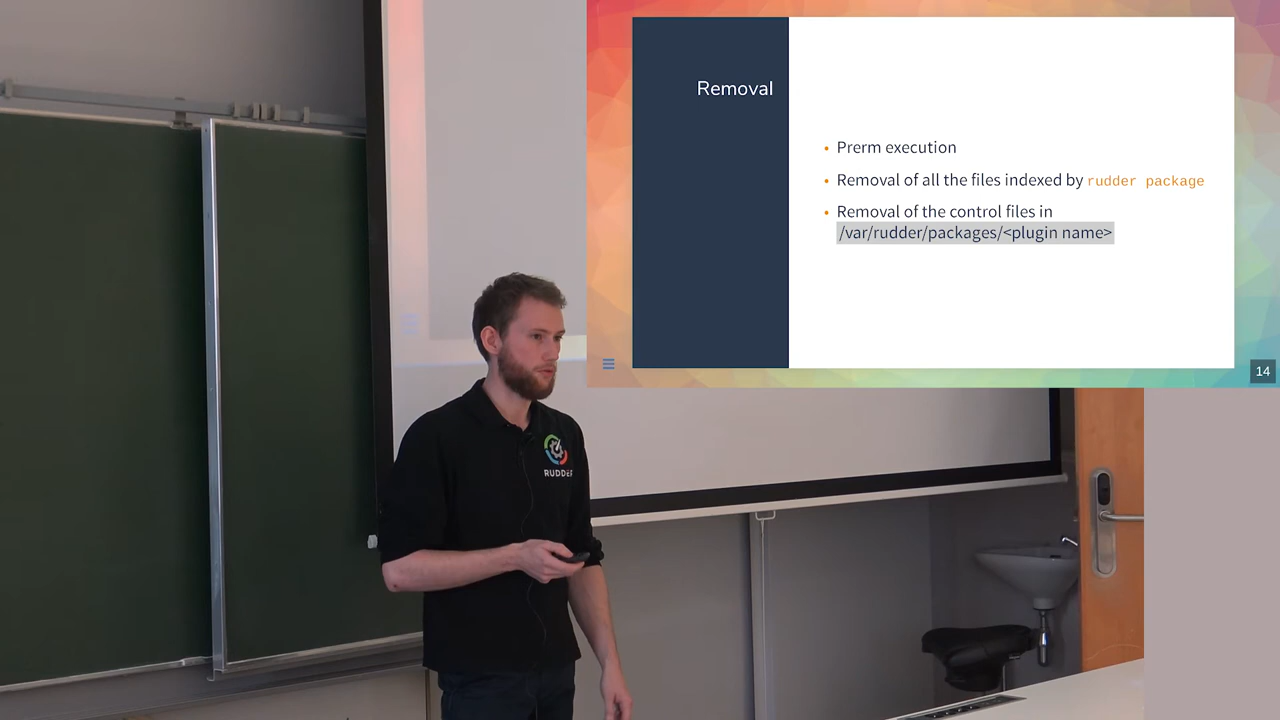 Removal
Prerm execution
Removal of all the files indexed by rudder package
Removal of the control files in
/var/rudder/packages/<plugin name>
14
RUDDER